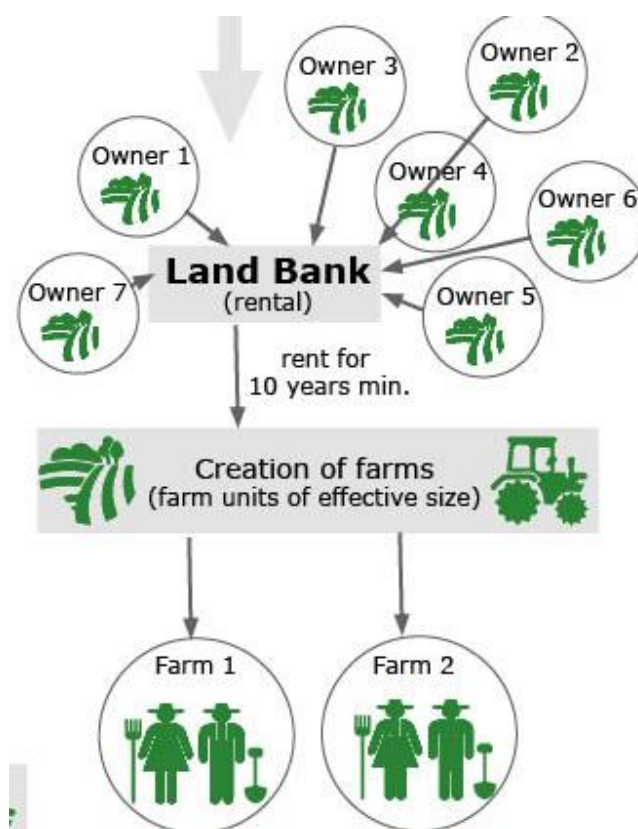 Owner 3
Owner 2
Owner 1
Owner 4
Owner 6
Land Bank
(rental)
Owner 7
Owner 5
rent for
10 years min.
Creation of farms
(farm units of effective size)
Farm 1
Farm 2